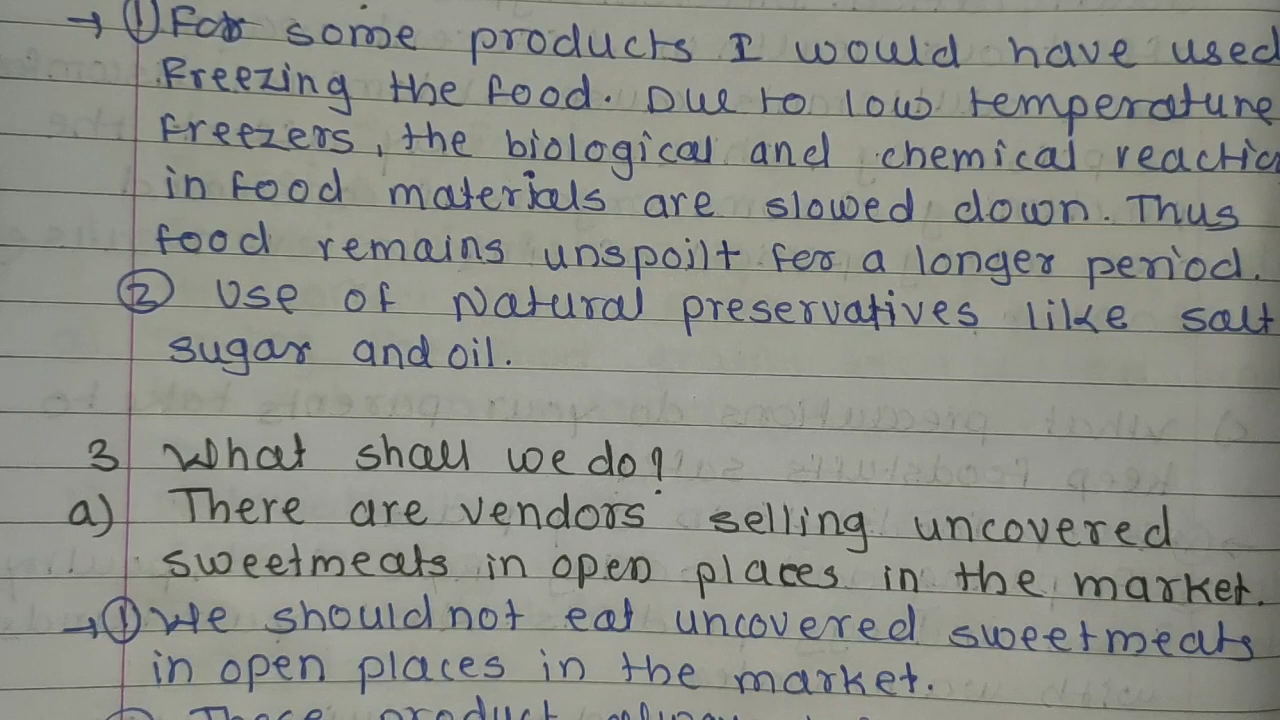 → ① For some products I would have used
Freezing the food. Due to low temperature
freezers, the biological and chemical reactio
in food materials are slowed down. Thus
food remains unspoilt for a longer period.
② Use of Natural preservatives like salt
sugar and oil.
3 What shall we do?
a) There are vendors selling uncovered
sweetmeats in open places in the market.
→ ① We should not eat uncovered sweetmeats
in open places in the market.
product